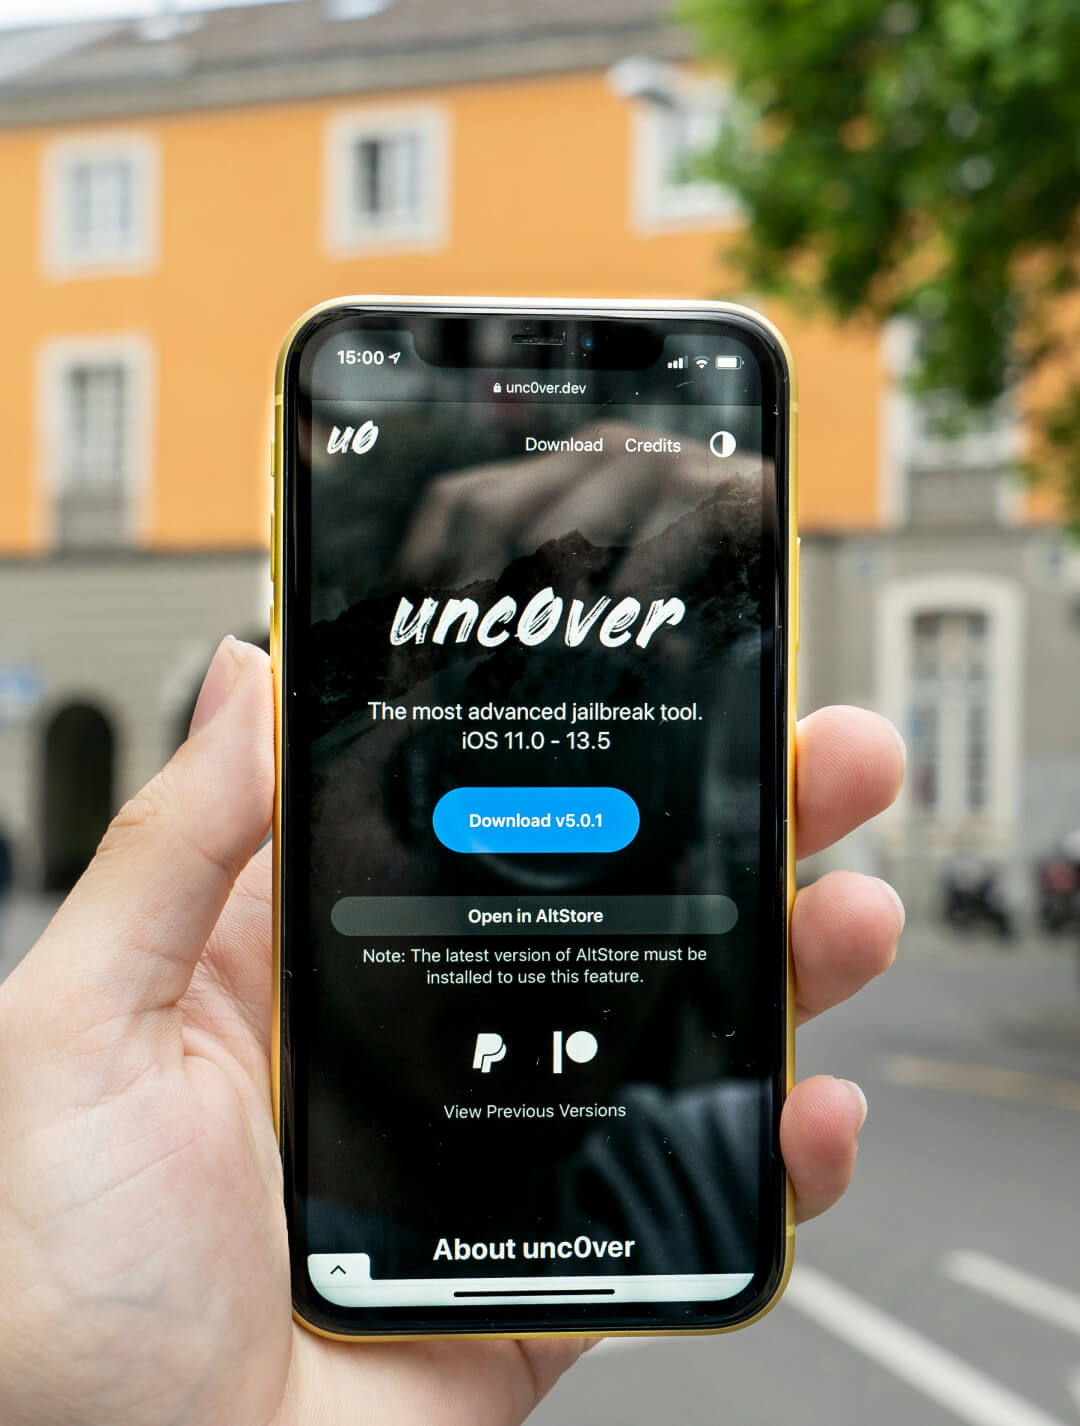 15:00
unc0ver.dev
u0
Download Credits
unc0ver
The most advanced jailbreak tool.
iOS 11.0 - 13.5
Download v5.0.1
Open in AltStore
Note: The latest version of AltStore must be
installed to use this feature.
View Previous Versions
About unc0ver